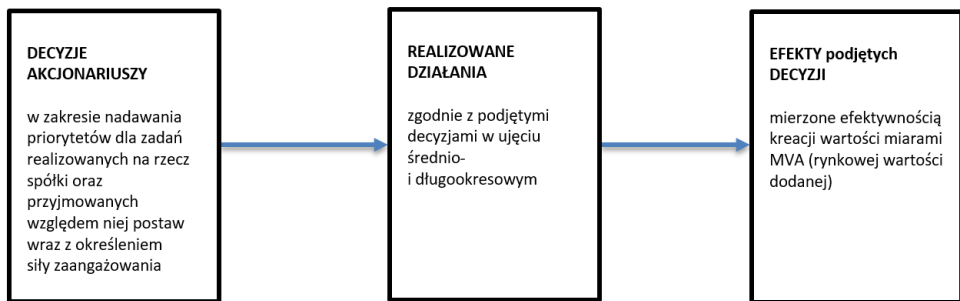 DECYZJE
AKCJONARIUSZY
w zakresie nadawania
priorytetów dla zadań
realizowanych na rzecz
spółki oraz
przyjmowanych
względem niej postaw
wraz z określeniem
siły zaangażowania
REALIZOWANE
DZIAŁANIA
zgodnie z podjętymi
decyzjami w ujęciu
średnio-
i długookresowym
EFEKTY podjętych
DECYZJI
mierzone efektywnością
kreacji wartości miarami
MVA (rynkowej wartości
dodanej)